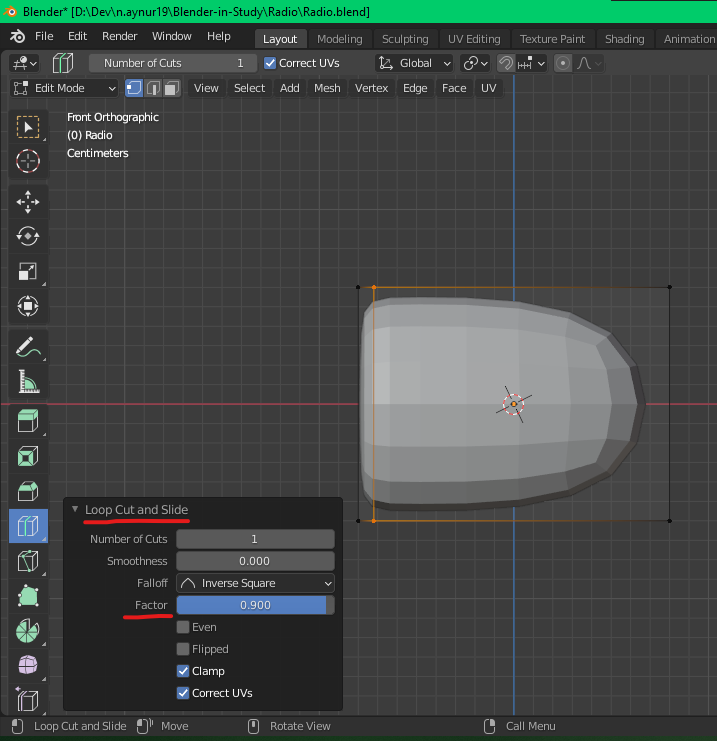 Blender* [D:\Dev\n.aynur19\Blender-in-Study\Radio\Radio.blend]
File Edit Render Window Help Layout Modeling Sculpting UV Editing Texture Paint Shading Animation
Number of Cuts 1 Correct UVs Global
Edit Mode View Select Add Mesh Vertex Edge Face UV
Front Orthographic
(0) Radio
Centimeters
Loop Cut and Slide
Number of Cuts 1
Smoothness 0.000
Falloff Inverse Square
Factor 0.900
Even
Flipped
Clamp
Correct UVs
Loop Cut and Slide Move Rotate View Call Menu